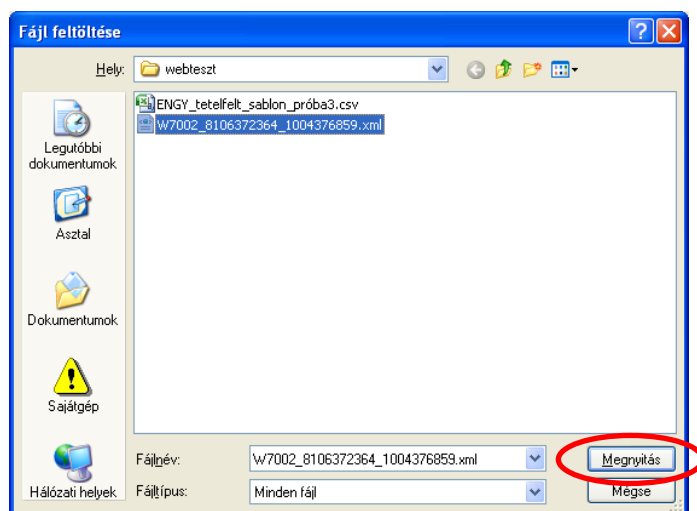 Fájl feltöltése
Hely:
webteszt
ENGY_tetelfelt_sablon_próba3.csv
W7002_8106372364_1004376859.xml
Legutóbbi
dokumentumok
Asztal
Dokumentumok
Sajátgép
Hálózati helyek
Fájlnév:
W7002_8106372364_1004376859.xml
Megnyitás
Fájltípus:
Minden fájl
Mégse